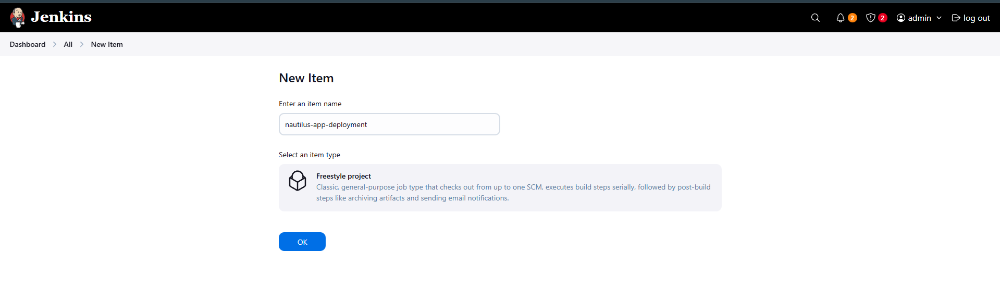 Jenkins
2
2
admin
log out
Dashboard
All
New Item
New Item
Enter an item name
nautilus-app-deployment
Select an item type
Freestyle project
Classic, general-purpose job type that checks out from up to one SCM, executes build steps serially, followed by post-build
steps like archiving artifacts and sending email notifications.
OK